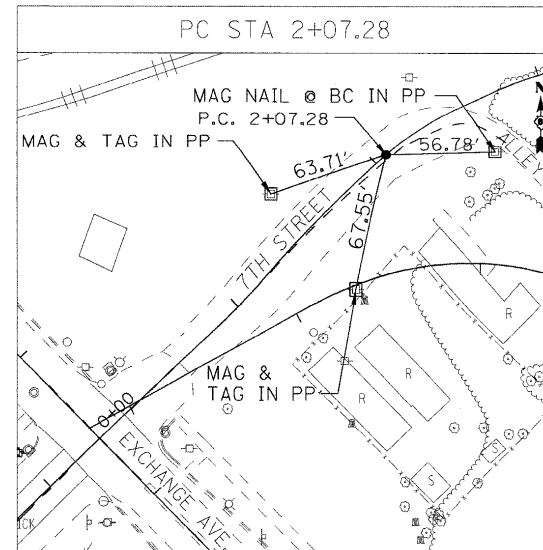 PC STA 2+07.28
MAG NAIL @ BC IN PP
P.C. 2+07.28
MAG & TAG IN PP
N
63.71'
56.78'
ALLEY
67.55'
7TH STREET
R
R
R
MAG &
TAG IN PP
0+00
EXCHANGE AVE
S
S
ICK